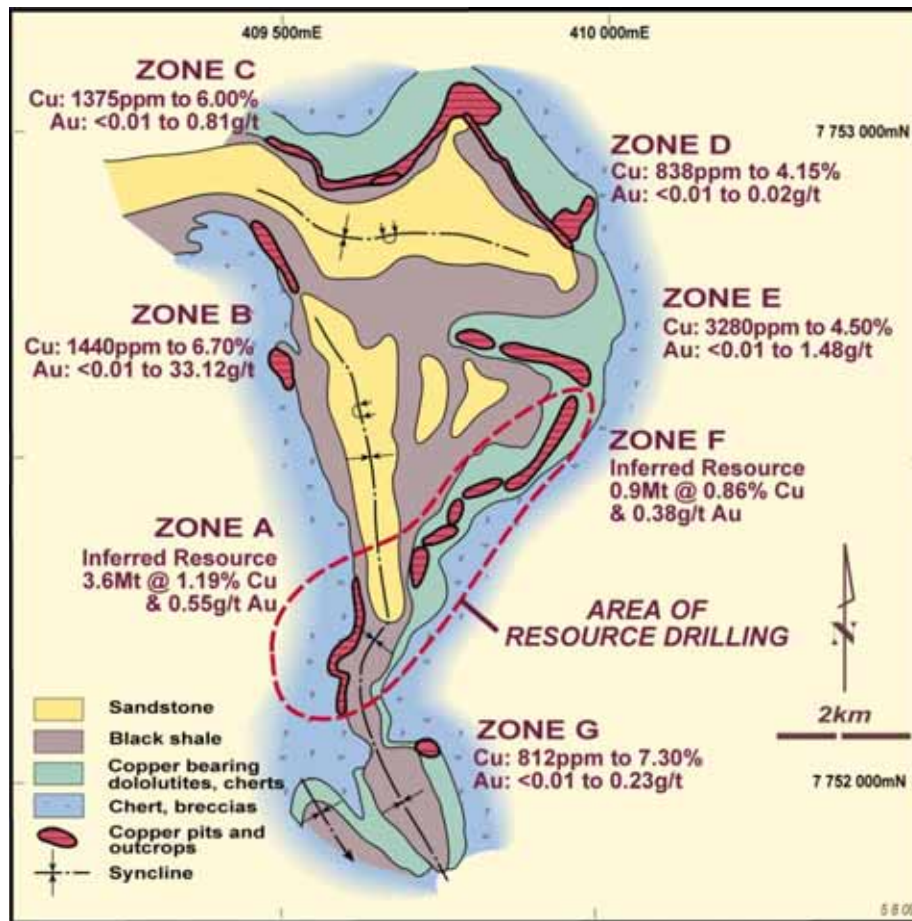 409 500mE
410 000mE
ZONE C
Cu: 1375ppm to 6.00%
Au: <0.01 to 0.81g/t
7 753 000mN
ZONE D
Cu: 838ppm to 4.15%
Au: <0.01 to 0.02g/t
ZONE B
Cu: 1440ppm to 6.70%
Au: <0.01 to 33.12g/t
ZONE E
Cu: 3280ppm to 4.50%
Au: <0.01 to 1.48g/t
ZONE F
Inferred Resource
0.9Mt @ 0.86% Cu
& 0.38g/t Au
ZONE A
Inferred Resource
3.6Mt @ 1.19% Cu
& 0.55g/t Au
AREA OF
RESOURCE DRILLING
N
2km
ZONE G
Cu: 812ppm to 7.30%
Au: <0.01 to 0.23g/t
7 752 000mN
Sandstone
Black shale
Copper bearing
dololutites, cherts
Chert, breccias
Copper pits and
outcrops
Syncline